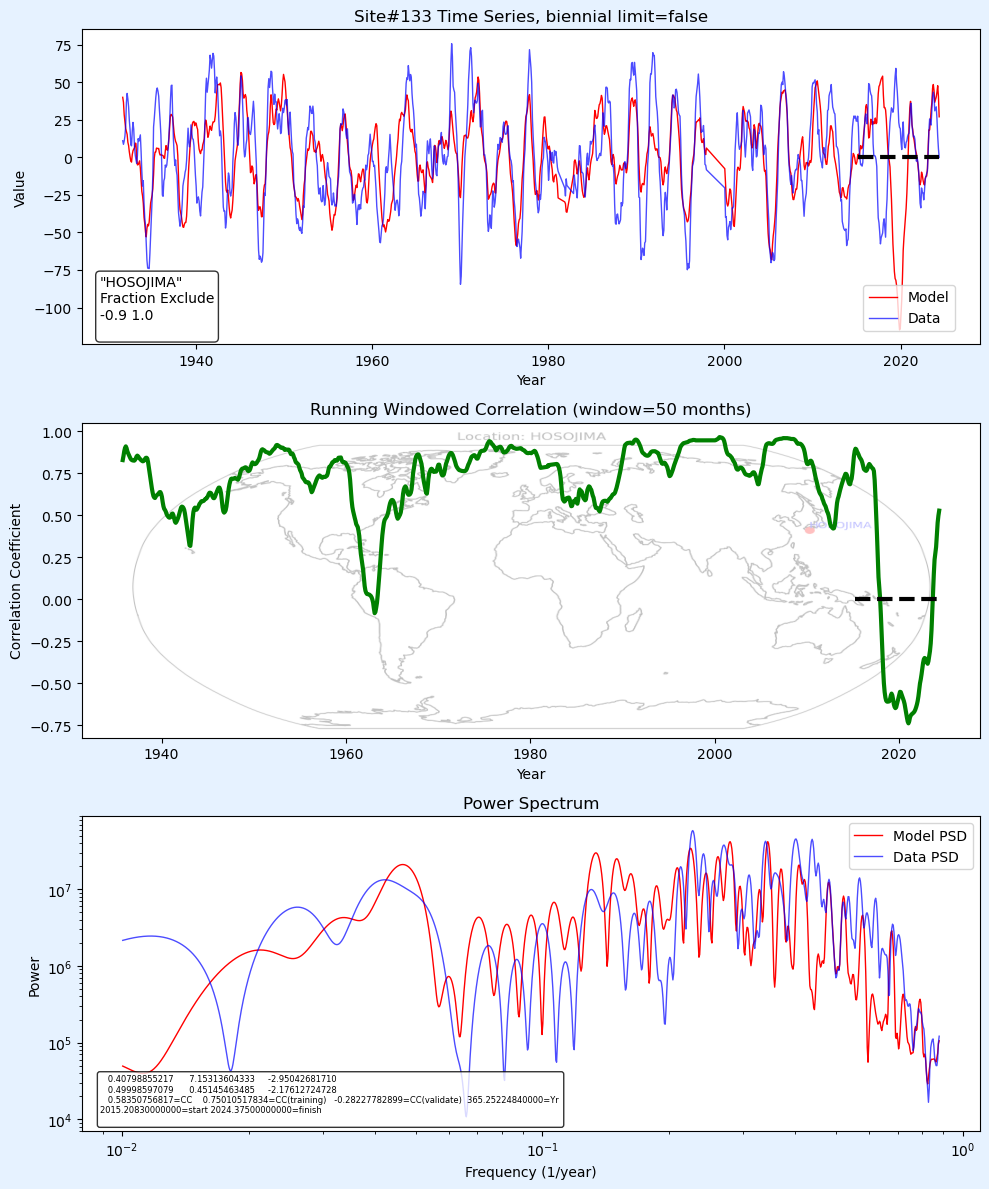 Site#133 Time Series, biennial limit=false
75
50
25
0
−25
−50
−75
−100
Value
"HOSOJIMA"
Fraction Exclude
-0.9 1.0
Model
Data
1940
1960
1980
2000
2020
Year
Running Windowed Correlation (window=50 months)
Location: HOSOJIMA
1.00
0.75
0.50
0.25
0.00
−0.25
−0.50
−0.75
Correlation Coefficient
HOSOJIMA
1940
1960
1980
2000
2020
Year
Power Spectrum
Model PSD
Data PSD
10⁷
10⁶
10⁵
10⁴
Power
0.40798855217 7.15313604333 -2.95042681710
0.49998597079 0.45145463485 -2.17612724728
0.58350756817=CC 0.75010517834=CC(training) -0.28227782899=CC(validate) 365.25224840000=Yr
2015.20830000000=start 2024.37500000000=finish
10⁻²
10⁻¹
10⁰
Frequency (1/year)